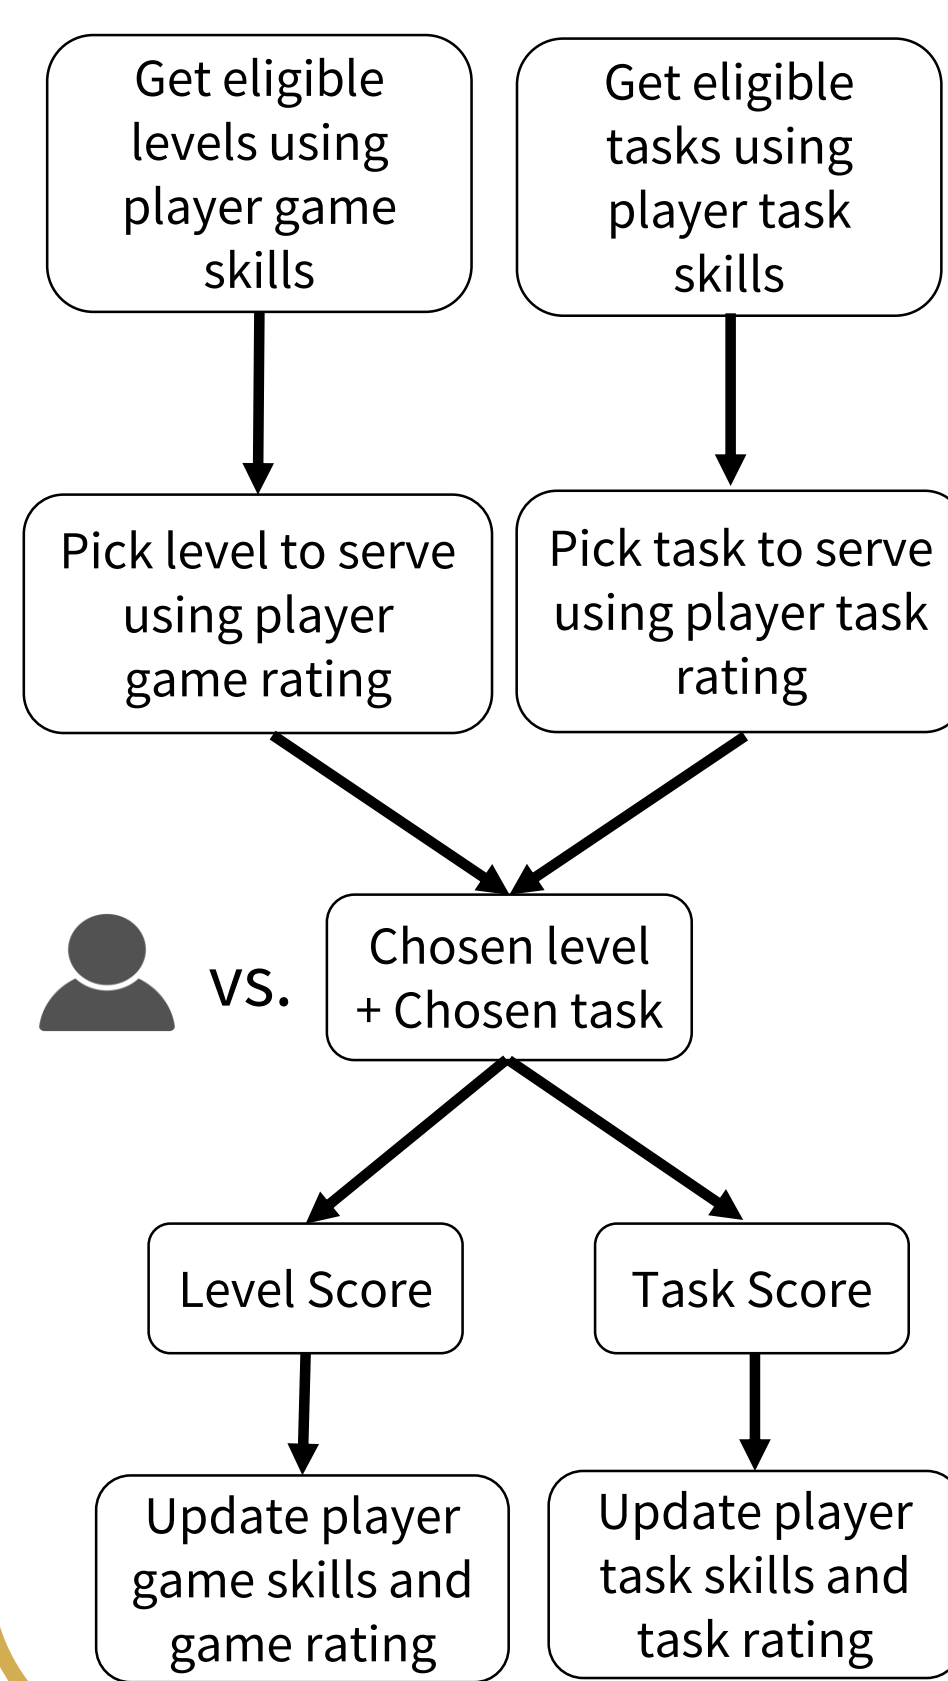 Get eligible
levels using
player game
skills
Get eligible
tasks using
player task
skills
Pick level to serve
using player
game rating
Pick task to serve
using player task
rating
vs.
Chosen level
+ Chosen task
Level Score
Task Score
Update player
game skills and
game rating
Update player
task skills and
task rating